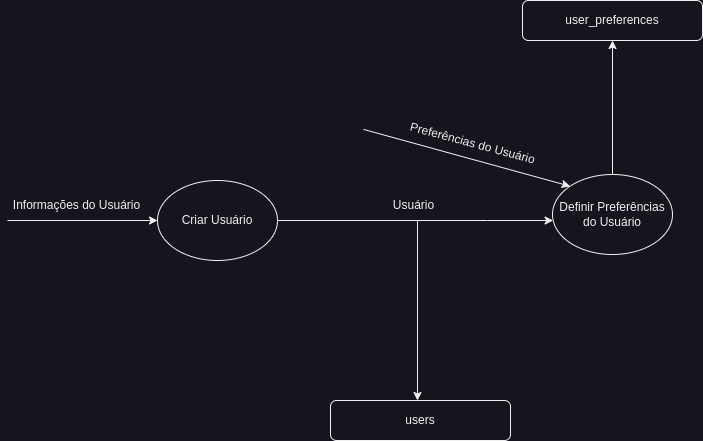 user_preferences
Preferências do Usuário
Informações do Usuário
Criar Usuário
Usuário
Definir Preferências
do Usuário
users